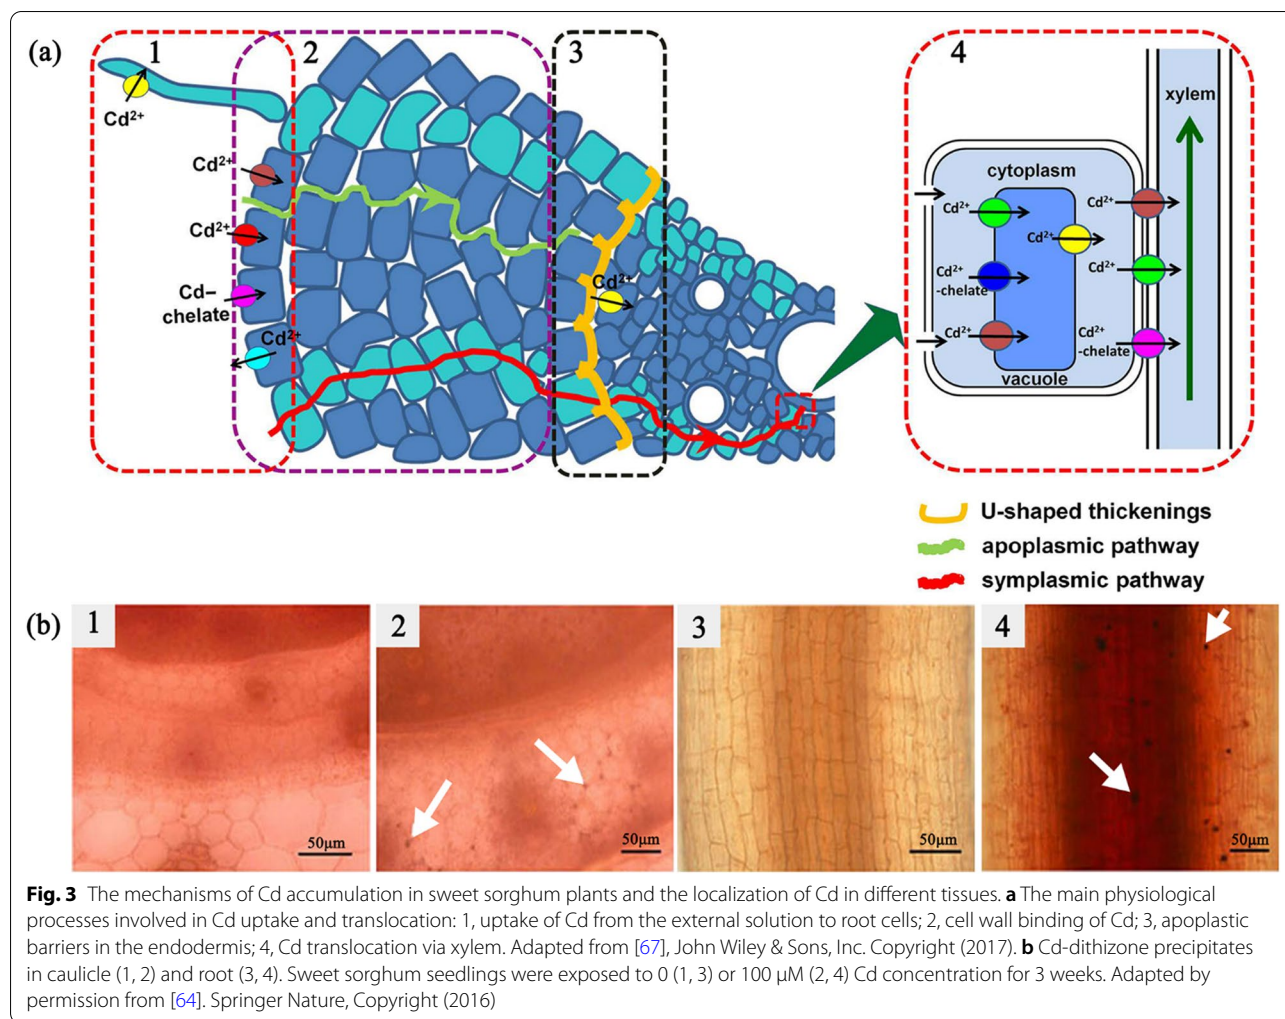 (a)
1
2
3
4
Cd²⁺
Cd²⁺
Cd²⁺
Cd–
chelate
Cd²⁺
Cd²⁺
xylem
cytoplasm
Cd²⁺
Cd²⁺
Cd²⁺
-chelate
Cd²⁺
vacuole
Cd²⁺
Cd²⁺
Cd²⁺
-chelate
U-shaped thickenings
apoplasmic pathway
symplasmic pathway
(b)
1
2
3
4
50µm
50µm
50µm
50µm
Fig. 3 The mechanisms of Cd accumulation in sweet sorghum plants and the localization of Cd in different tissues. a The main physiological
processes involved in Cd uptake and translocation: 1, uptake of Cd from the external solution to root cells; 2, cell wall binding of Cd; 3, apoplastic
barriers in the endodermis; 4, Cd translocation via xylem. Adapted from [67], John Wiley & Sons, Inc. Copyright (2017). b Cd-dithizone precipitates
in caulicle (1, 2) and root (3, 4). Sweet sorghum seedlings were exposed to 0 (1, 3) or 100 µM (2, 4) Cd concentration for 3 weeks. Adapted by
permission from [64]. Springer Nature, Copyright (2016)